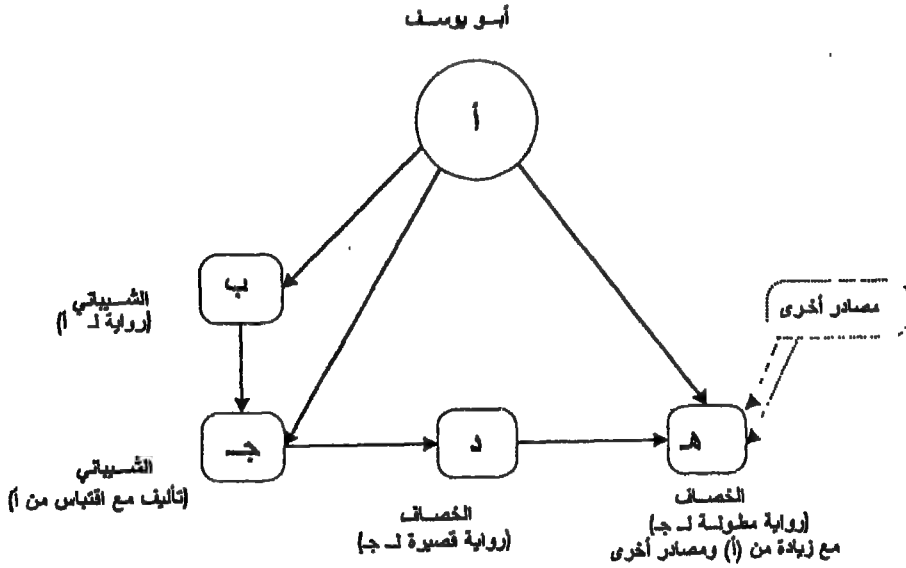 أبو يوسف
أ
ب
الشيباني
(رواية لـ أ)
مصادر أخرى
جـ
د
هـ
الشيباني
(تأليف مع اقتباس من أ)
الخصاف
(رواية قصيرة لـ جـ)
الخصاف
(رواية مطولة لـ جـ)
مع زيادة من (أ) ومصادر أخرى